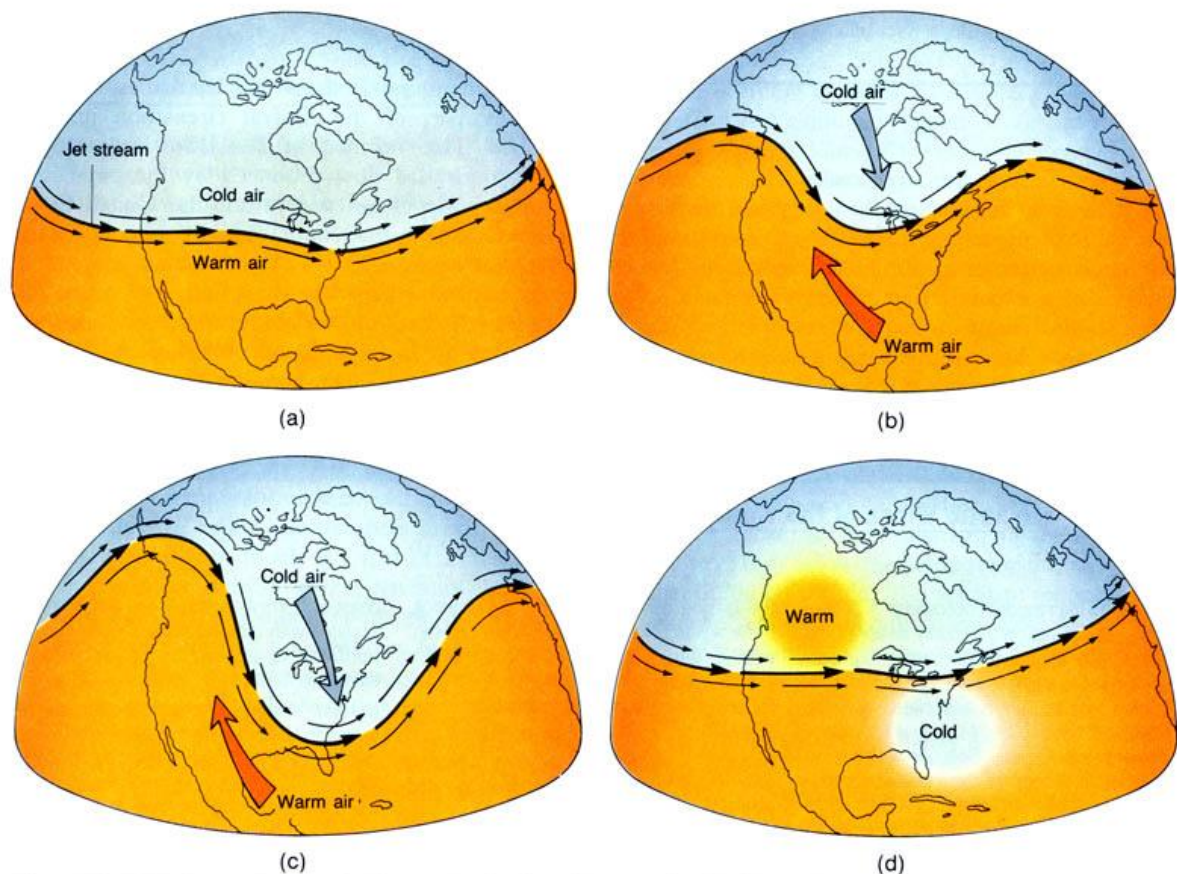 Jet stream
Cold air
Warm air
(a)
Cold air
Warm air
(b)
Cold air
Warm air
(c)
Warm
Cold
(d)